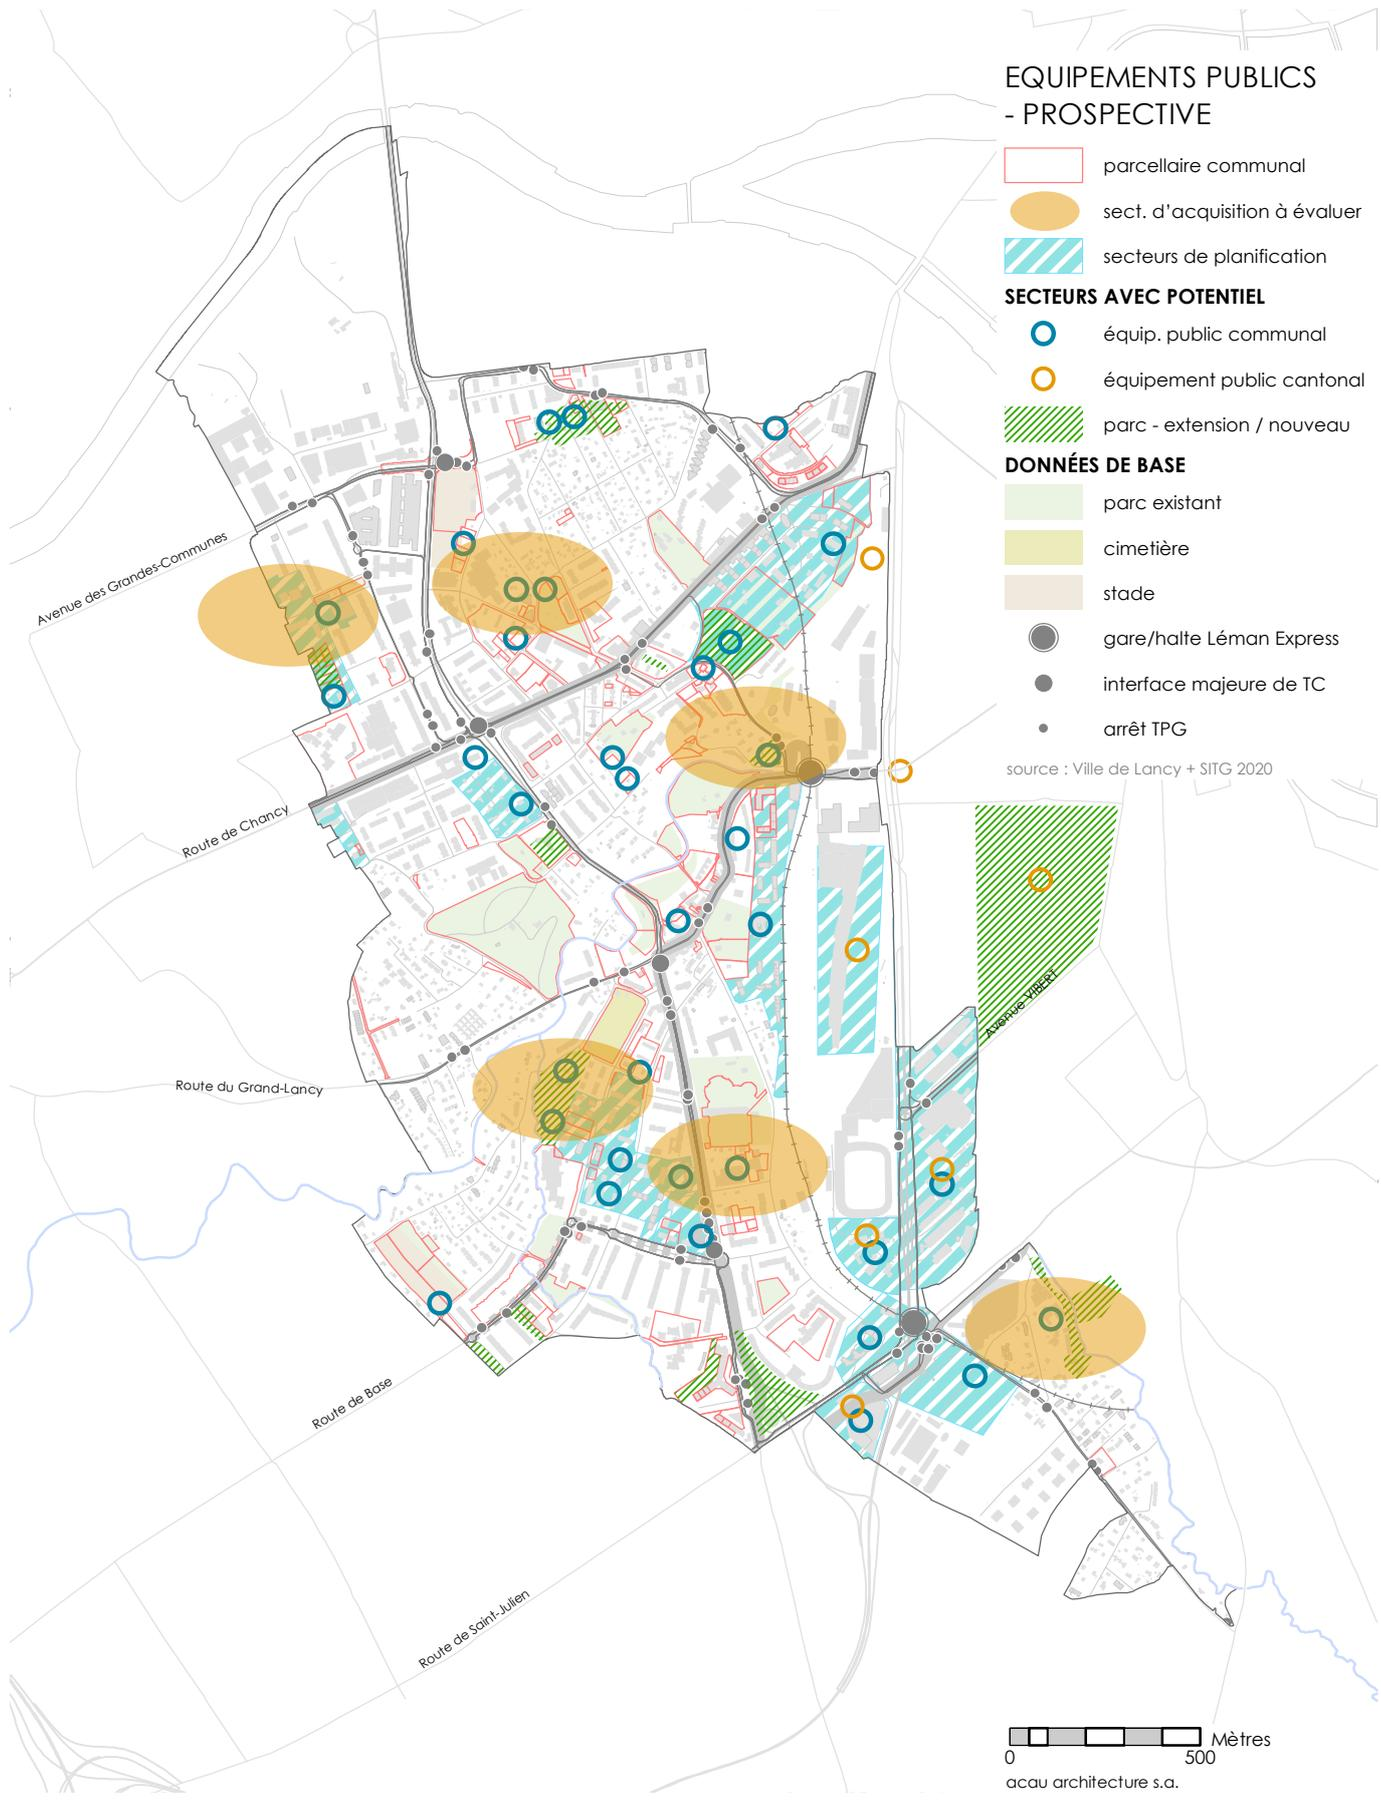 EQUIPEMENTS PUBLICS
- PROSPECTIVE
parcellaire communal
sect. d'acquisition à évaluer
secteurs de planification
SECTEURS AVEC POTENTIEL
équip. public communal
équipement public cantonal
parc - extension / nouveau
DONNÉES DE BASE
parc existant
cimetière
stade
gare/halte Léman Express
interface majeure de TC
arrêt TPG
source : Ville de Lancy + SITG 2020
Avenue des Grandes-Communes
Route de Chancy
Avenue VIBERT
Route du Grand-Lancy
Route de Base
Route de Saint-Julien
Mètres
0 500
acau architecture s.a.